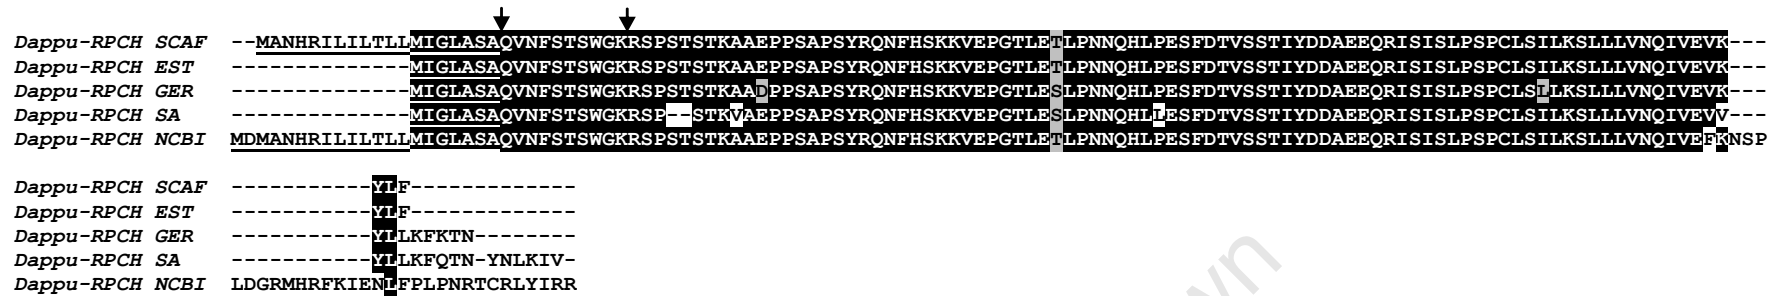 Dappu-RPCH SCAF --MANHRILILTLLMIGLASAQVNFSTSWGKRSPSTSTKAAEPPSAPSYRQNFHSKKVEPGTLETLPNNQHLPESFDTVSSTIYDDAEEQRISISLPSPCLSILKSLLLVNQIVEVK---
Dappu-RPCH EST --------------MIGLASAQVNFSTSWGKRSPSTSTKAAEPPSAPSYRQNFHSKKVEPGTLETLPNNQHLPESFDTVSSTIYDDAEEQRISISLPSPCLSILKSLLLVNQIVEVK---
Dappu-RPCH GER --------------MIGLASAQVNFSTSWGKRSPSTSTKAADPPSAPSYRQNFHSKKVEPGTLESLPNNQHLPESFDTVSSTIYDDAEEQRISISLPSPCLSLLKSLLLVNQIVEVK---
Dappu-RPCH SA --------------MIGLASAQVNFSTSWGKRSP--STKVAEPPSAPSYRQNFHSKKVEPGTLESLPNNQHLLESFDTVSSTIYDDAEEQRISISLPSPCLSILKSLLLVNQIVEVV---
Dappu-RPCH NCBI MDMANHRILILTLLMIGLASAQVNFSTSWGKRSPSTSTKAAEPPSAPSYRQNFHSKKVEPGTLETLPNNQHLPESFDTVSSTIYDDAEEQRISISLPSPCLSILKSLLLVNQIVEFKNSP
Dappu-RPCH SCAF -----------YLF-------------
Dappu-RPCH EST -----------YLF-------------
Dappu-RPCH GER -----------YLLKFKTN--------
Dappu-RPCH SA -----------YLLKFQTN-YNLKIV-
Dappu-RPCH NCBI LDGRMHRFKIENLFPLPNRTCRLYIRR